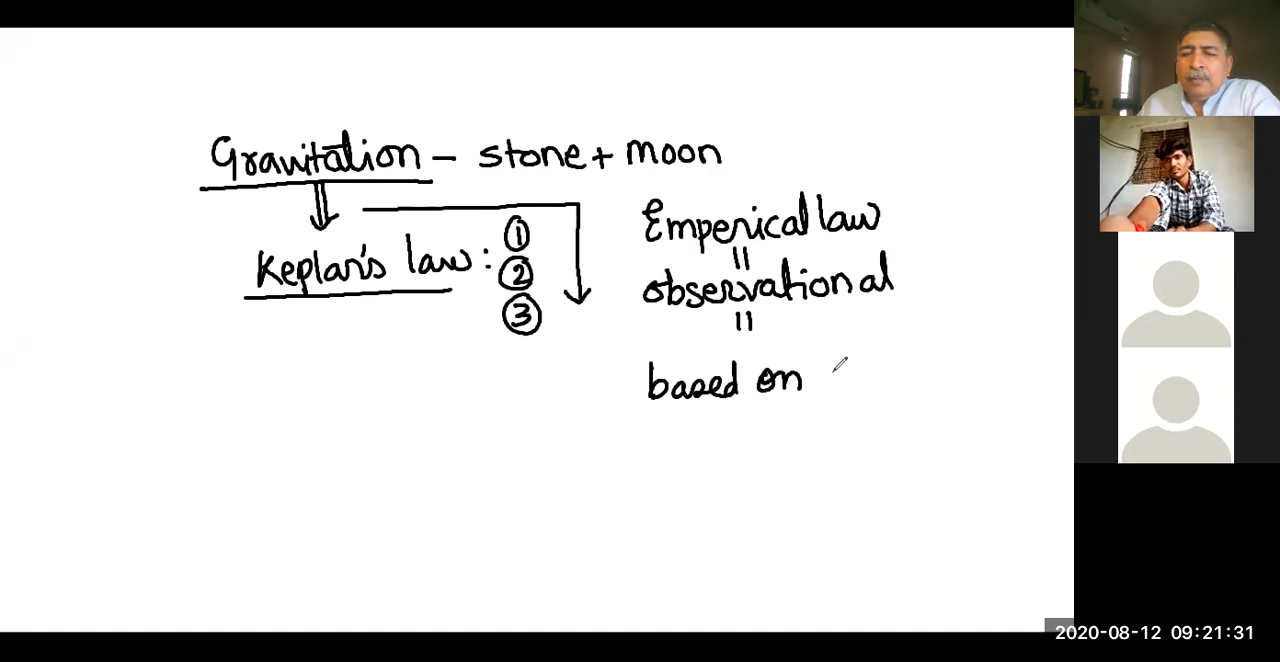 Gravitation - stone + moon
Keplar's law :
①
②
③
Emperical law
=
observational
=
based on
2020-08-12 09:21:31